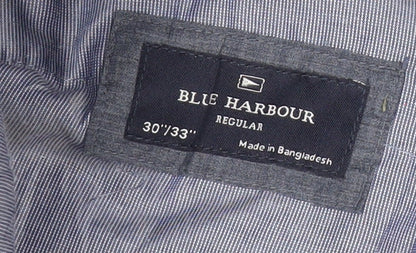 BLUE HARBOUR
REGULAR
30"/33"
Made in Bangladesh